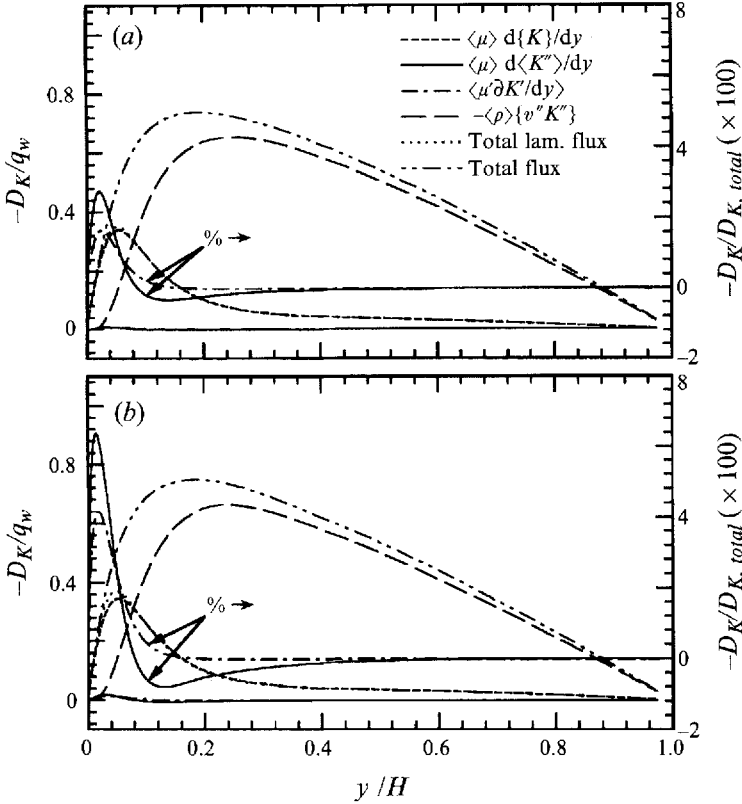 (a)
⟨μ⟩ d{K}/dy
⟨μ⟩ d⟨K″⟩/dy
⟨μ′∂K′/dy⟩
−⟨ρ⟩{v″K″}
Total lam. flux
Total flux
% →
0.8
0.4
0
−D_K/q_w
8
4
0
−2
−D_K/D_{K, total} (× 100)
(b)
% →
0.8
0.4
0
−D_K/q_w
8
4
0
−2
−D_K/D_{K, total} (× 100)
0 0.2 0.4 0.6 0.8 1.0
y/H